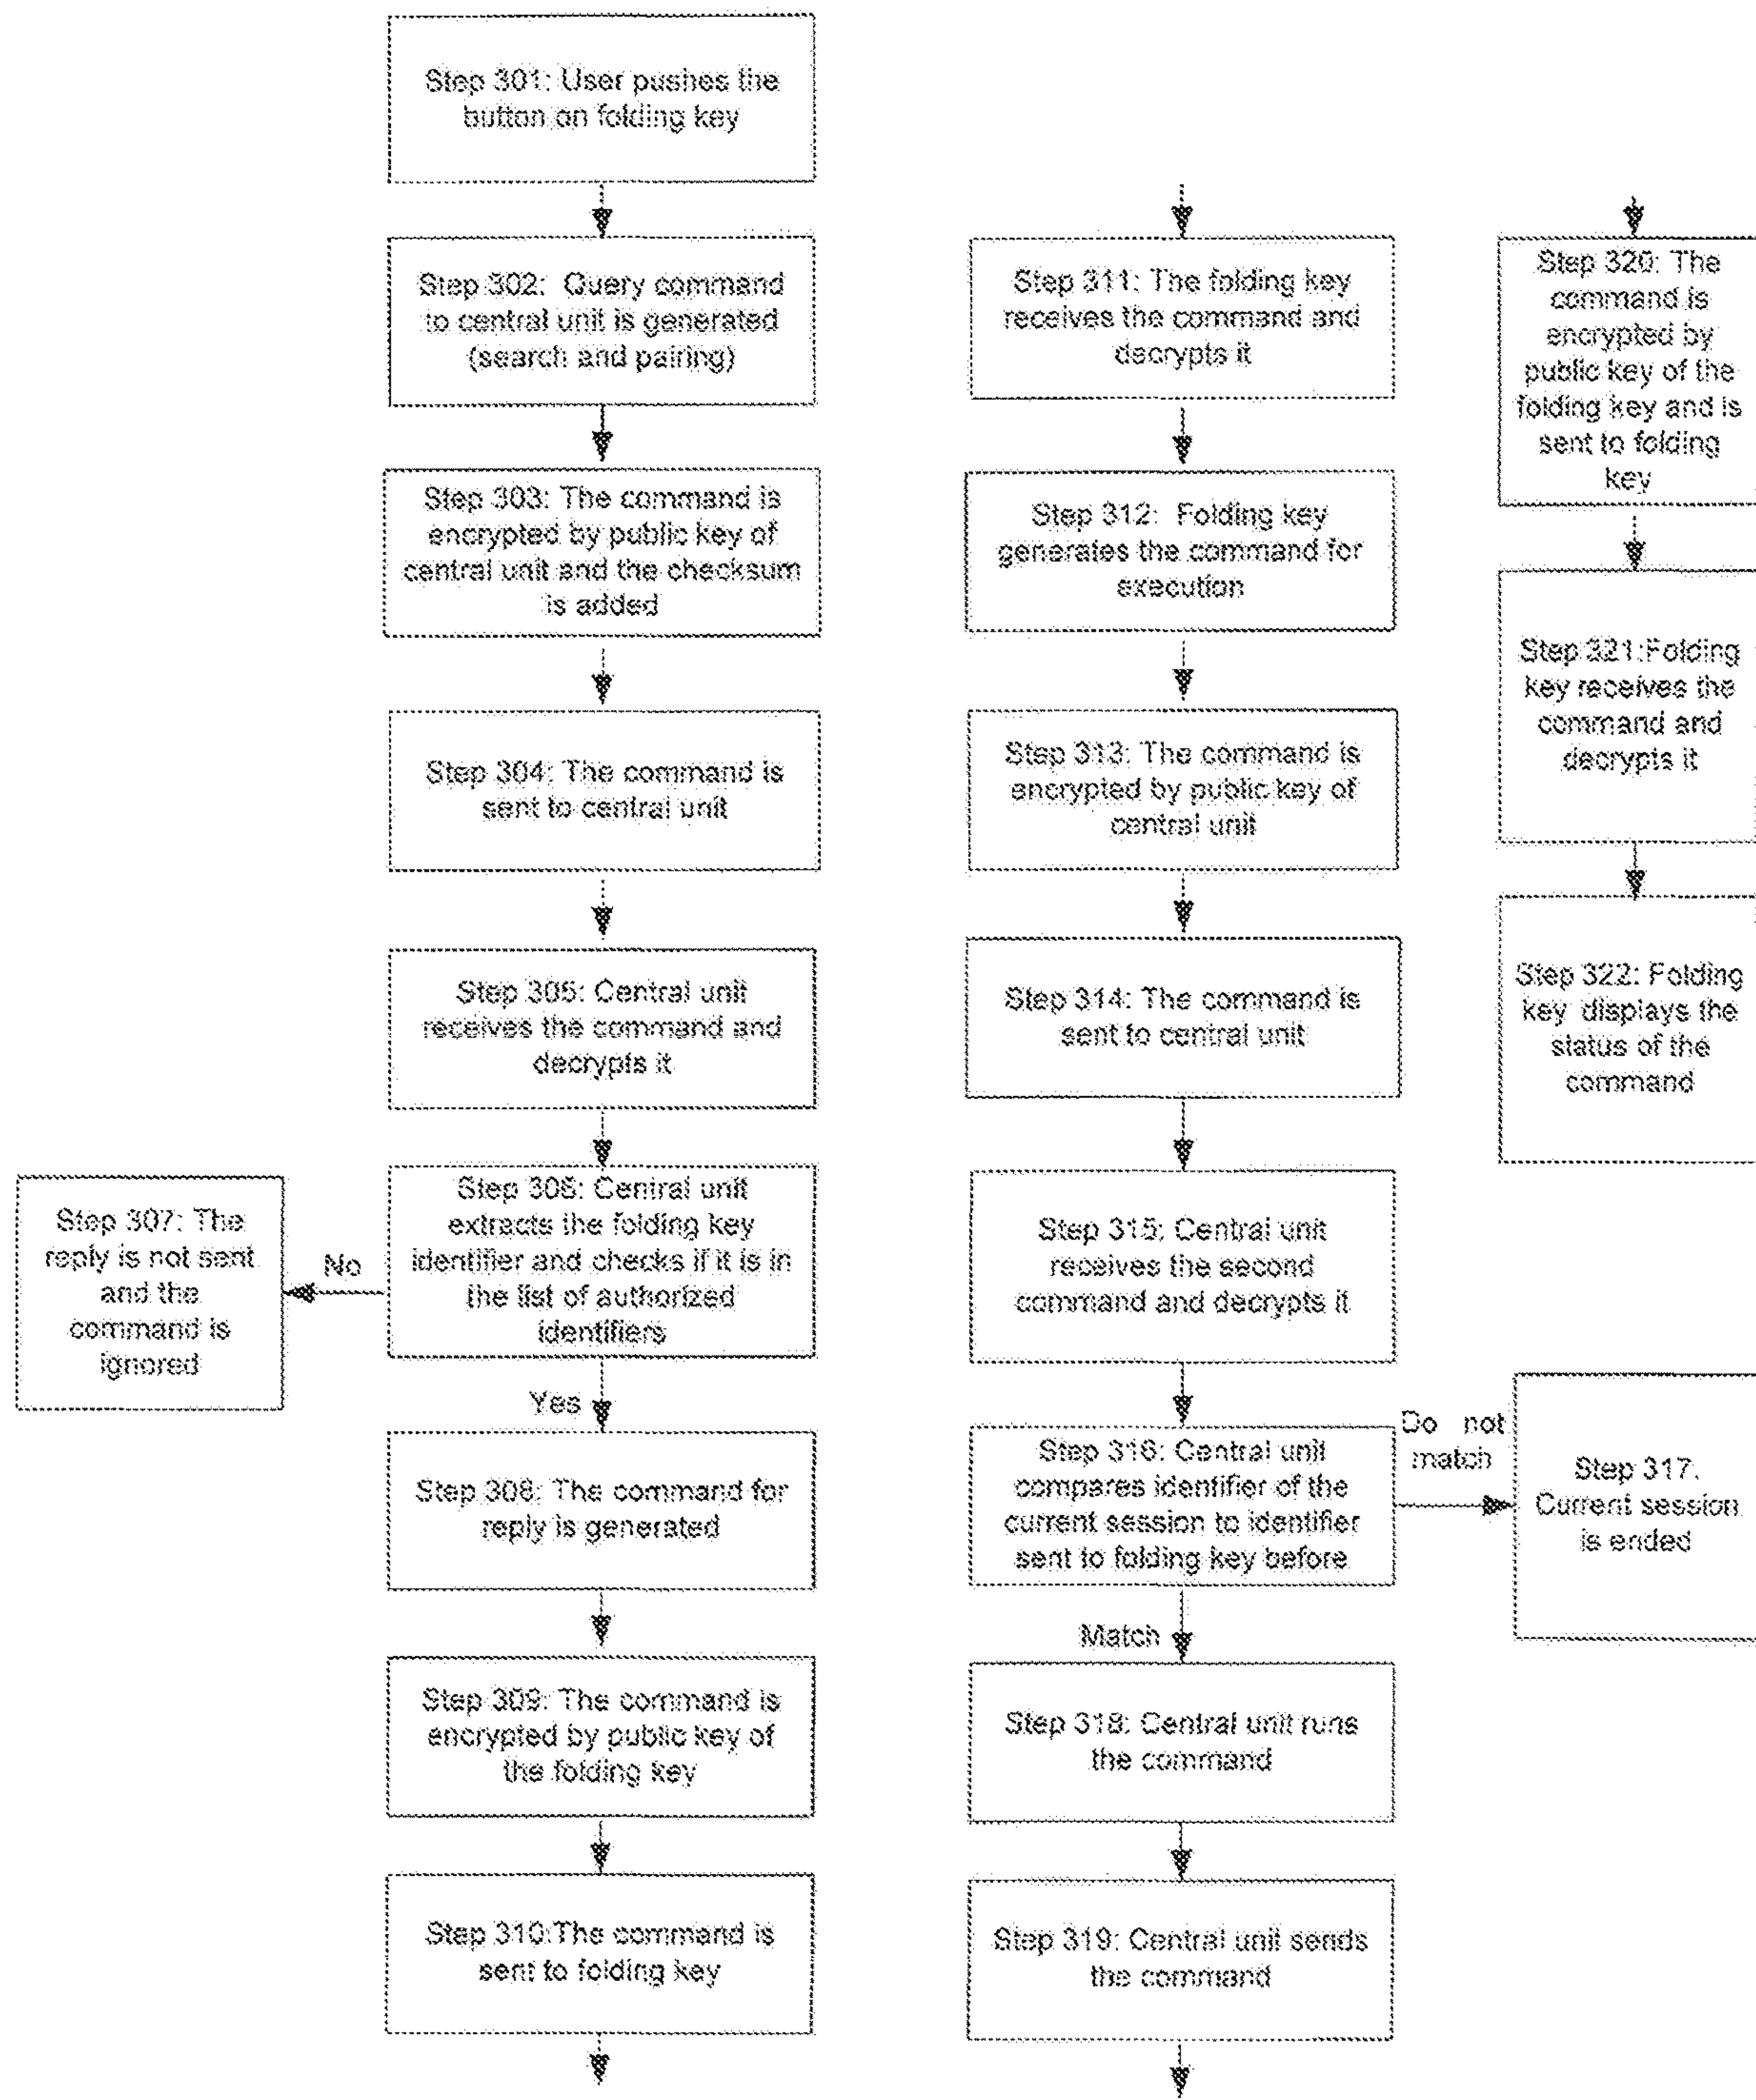 Step 301: User pushes the
button on folding key
Step 302: Query command
to central unit is generated
(search and pairing)
Step 303: The command is
encrypted by public key of
central unit and the checksum
is added
Step 304: The command is
sent to central unit
Step 305: Central unit
receives the command and
decrypts it
Step 306: Central unit
extracts the folding key
identifier and checks if it is in
the list of authorized
identifiers
No
Step 307: The
reply is not sent
and the
command is
ignored
Yes
Step 308: The command for
reply is generated
Step 309: The command is
encrypted by public key of
the folding key
Step 310:The command is
sent to folding key
Step 311: The folding key
receives the command and
decrypts it
Step 312: Folding key
generates the command for
execution
Step 313: The command is
encrypted by public key of
central unit
Step 314: The command is
sent to central unit
Step 315: Central unit
receives the second
command and decrypts it
Step 316: Central unit
compares identifier of the
current session to identifier
sent to folding key before
Do not
match
Step 317:
Current session
is ended
Match
Step 318: Central unit runs
the command
Step 319: Central unit sends
the command
Step 320: The
command is
encrypted by
public key of the
folding key and is
sent to folding
key
Step 321:Folding
key receives the
command and
decrypts it
Step 322: Folding
key displays the
status of the
command